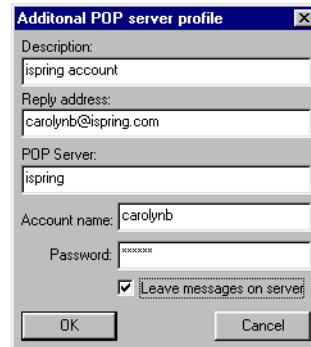 Additonal POP server profile
Description:
ispring account
Reply address:
carolynb@ispring.com
POP Server:
ispring
Account name: carolynb
Password: ******
Leave messages on server
OK Cancel